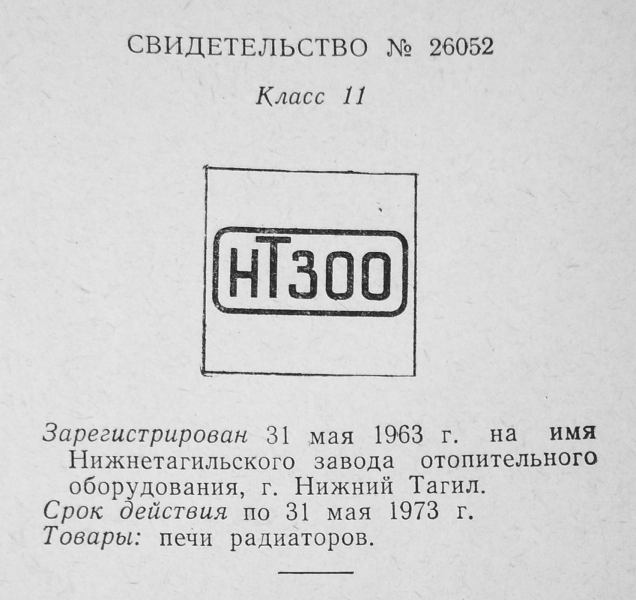 СВИДЕТЕЛЬСТВО № 26052
Класс 11
НТЗОО
Зарегистрирован 31 мая 1963 г. на имя
Нижнетагильского завода отопительного
оборудования, г. Нижний Тагил.
Срок действия по 31 мая 1973 г.
Товары: печи радиаторов.